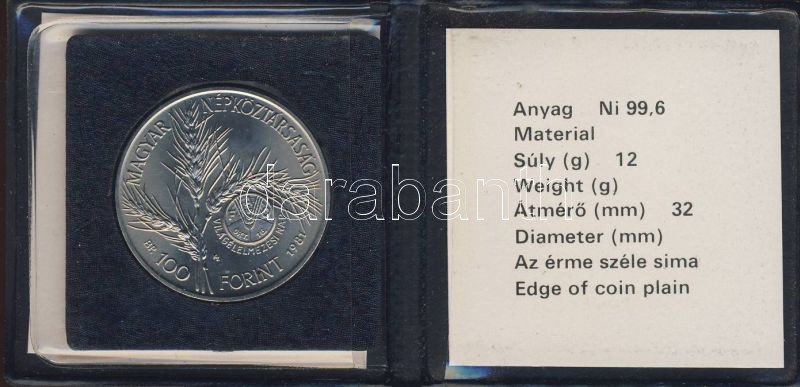 MAGYAR NÉPKÖZTÁRSASÁG
VILÁGÉLELMEZÉSI NAP
BP. 100 FORINT 1981
darabanth
Anyag Ni 99,6
Material
Súly (g) 12
Weight (g)
Átmérő (mm) 32
Diameter (mm)
Az érme széle sima
Edge of coin plain